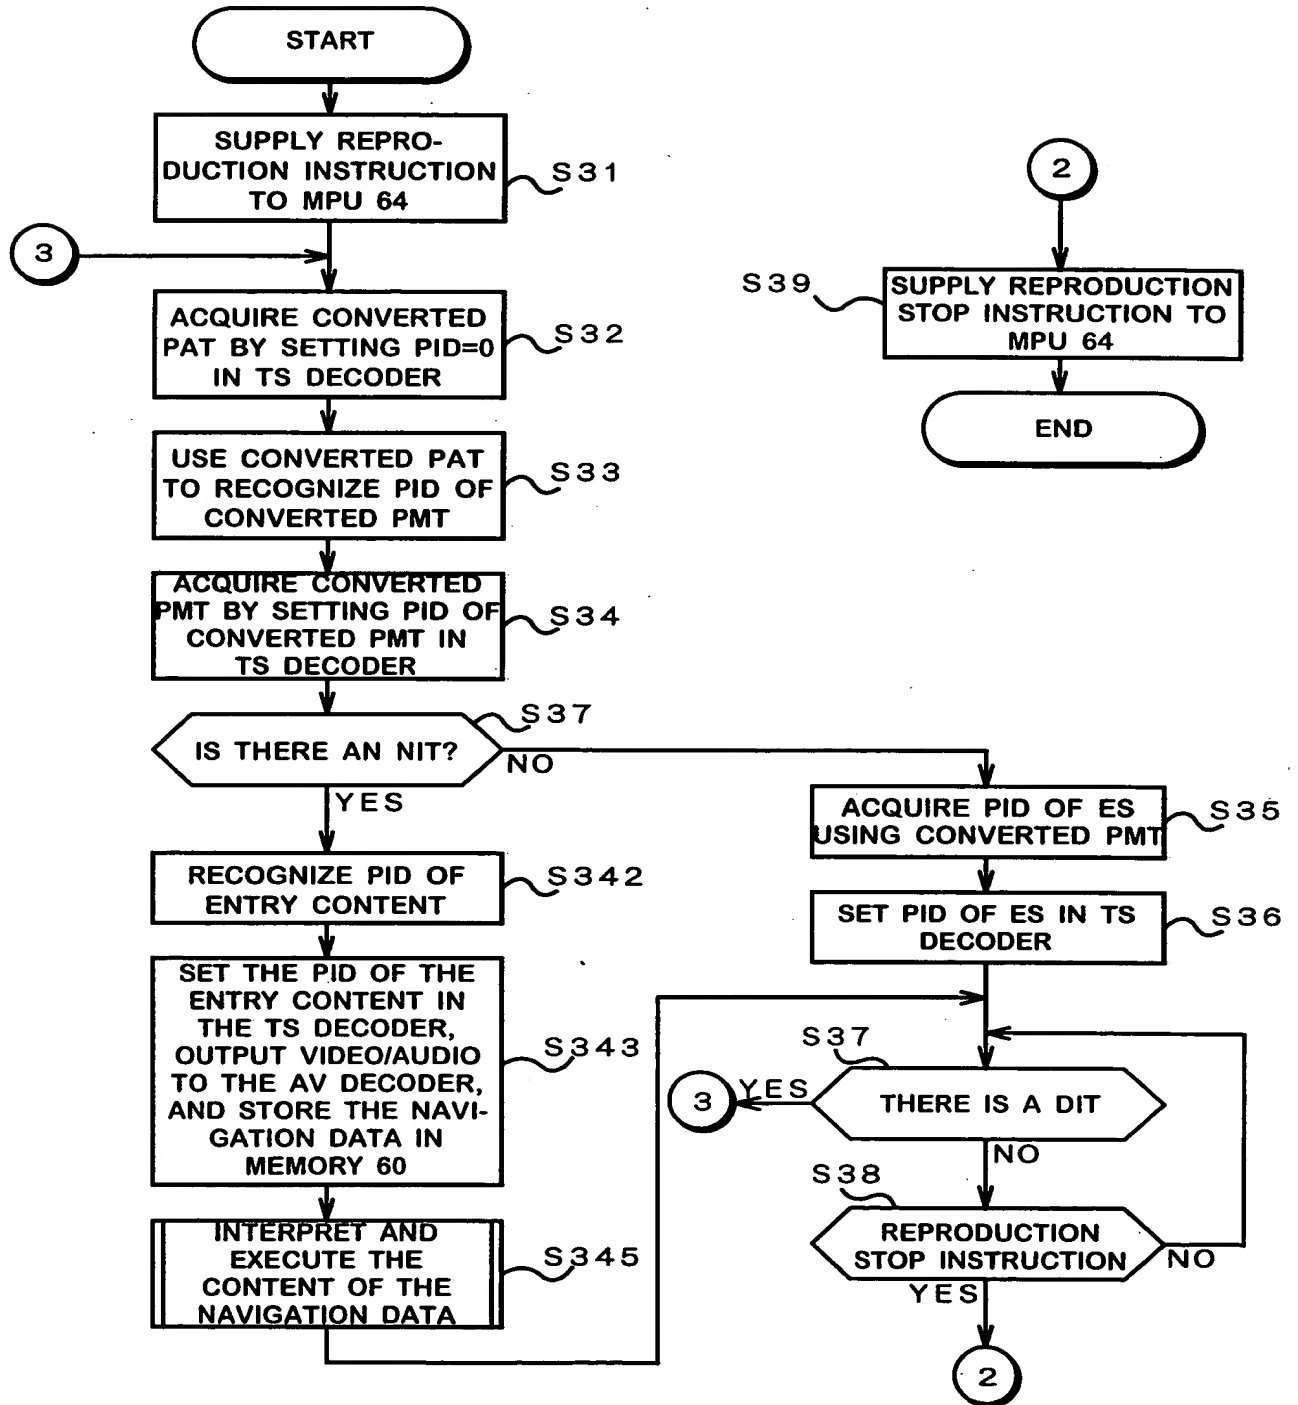 START
SUPPLY REPRO-
DUCTION INSTRUCTION
TO MPU 64
S31
3
ACQUIRE CONVERTED
PAT BY SETTING PID=0
IN TS DECODER
S32
USE CONVERTED PAT
TO RECOGNIZE PID OF
CONVERTED PMT
S33
ACQUIRE CONVERTED
PMT BY SETTING PID OF
CONVERTED PMT IN
TS DECODER
S34
S37
IS THERE AN NIT?
NO
YES
RECOGNIZE PID OF
ENTRY CONTENT
S342
SET THE PID OF THE
ENTRY CONTENT IN
THE TS DECODER,
OUTPUT VIDEO/AUDIO
TO THE AV DECODER,
AND STORE THE NAVI-
GATION DATA IN
MEMORY 60
S343
INTERPRET AND
EXECUTE THE
CONTENT OF THE
NAVIGATION DATA
S345
2
S39
SUPPLY REPRODUCTION
STOP INSTRUCTION TO
MPU 64
END
ACQUIRE PID OF ES
USING CONVERTED PMT
S35
SET PID OF ES IN TS
DECODER
S36
S37
THERE IS A DIT
YES
3
NO
S38
REPRODUCTION
STOP INSTRUCTION
NO
YES
2